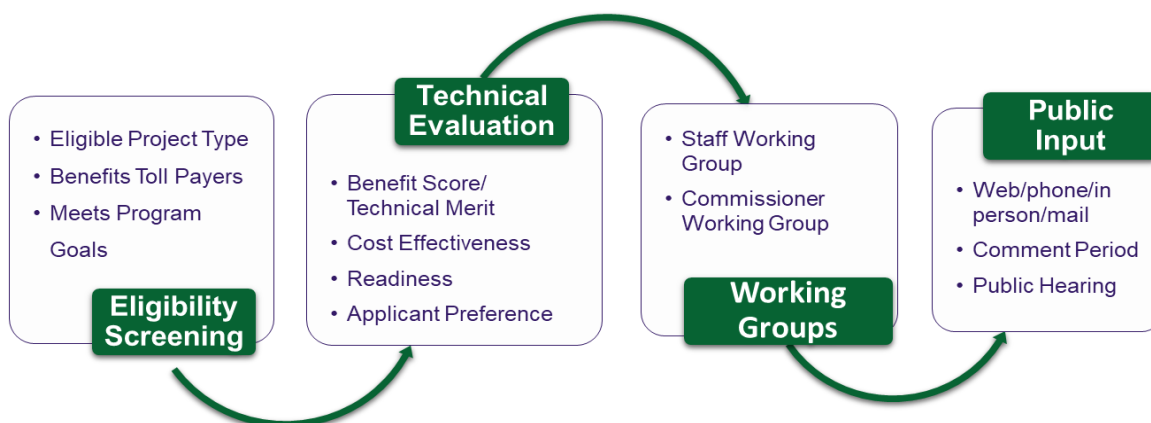 • Eligible Project Type
• Benefits Toll Payers
• Meets Program
Goals
Eligibility
Screening
Technical
Evaluation
• Benefit Score/
Technical Merit
• Cost Effectiveness
• Readiness
• Applicant Preference
• Staff Working
Group
• Commissioner
Working Group
Working
Groups
Public
Input
• Web/phone/in
person/mail
• Comment Period
• Public Hearing